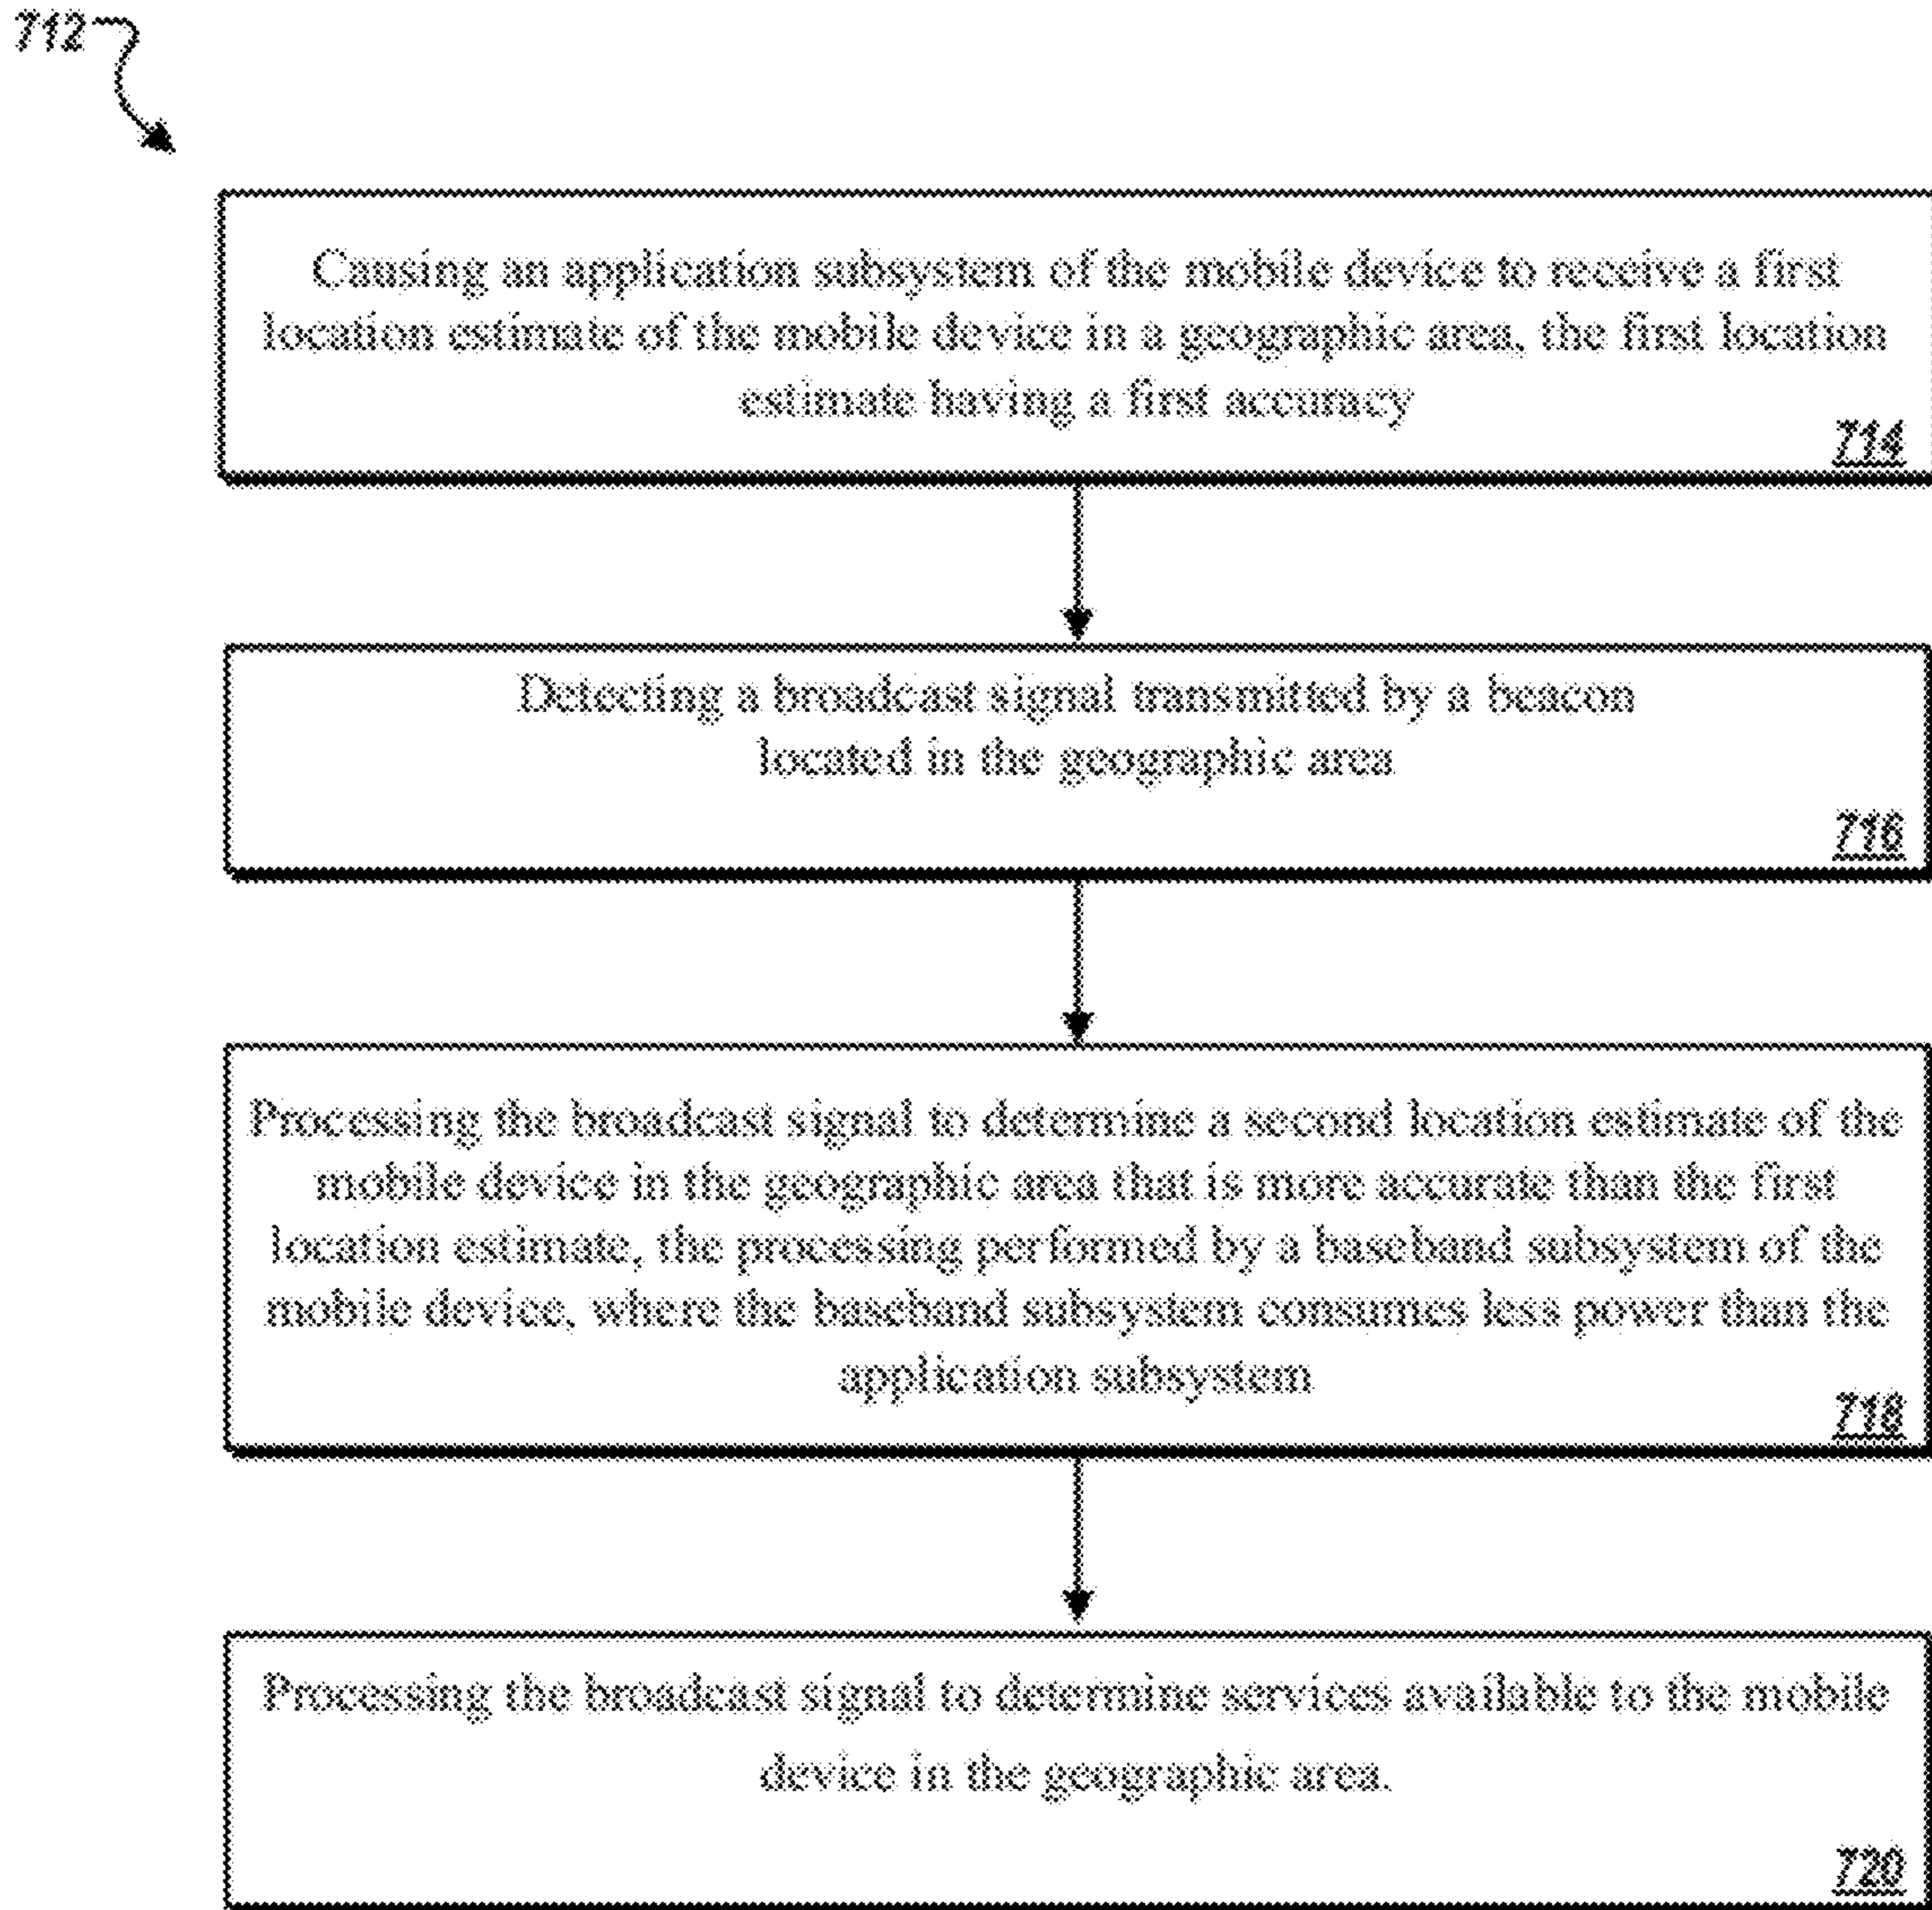 712
Causing an application subsystem of the mobile device to receive a first
location estimate of the mobile device in a geographic area, the first location
estimate having a first accuracy
714
Detecting a broadcast signal transmitted by a beacon
located in the geographic area
716
Processing the broadcast signal to determine a second location estimate of the
mobile device in the geographic area that is more accurate than the first
location estimate, the processing performed by a baseband subsystem of the
mobile device, where the baseband subsystem consumes less power than the
application subsystem
718
Processing the broadcast signal to determine services available to the mobile
device in the geographic area.
720